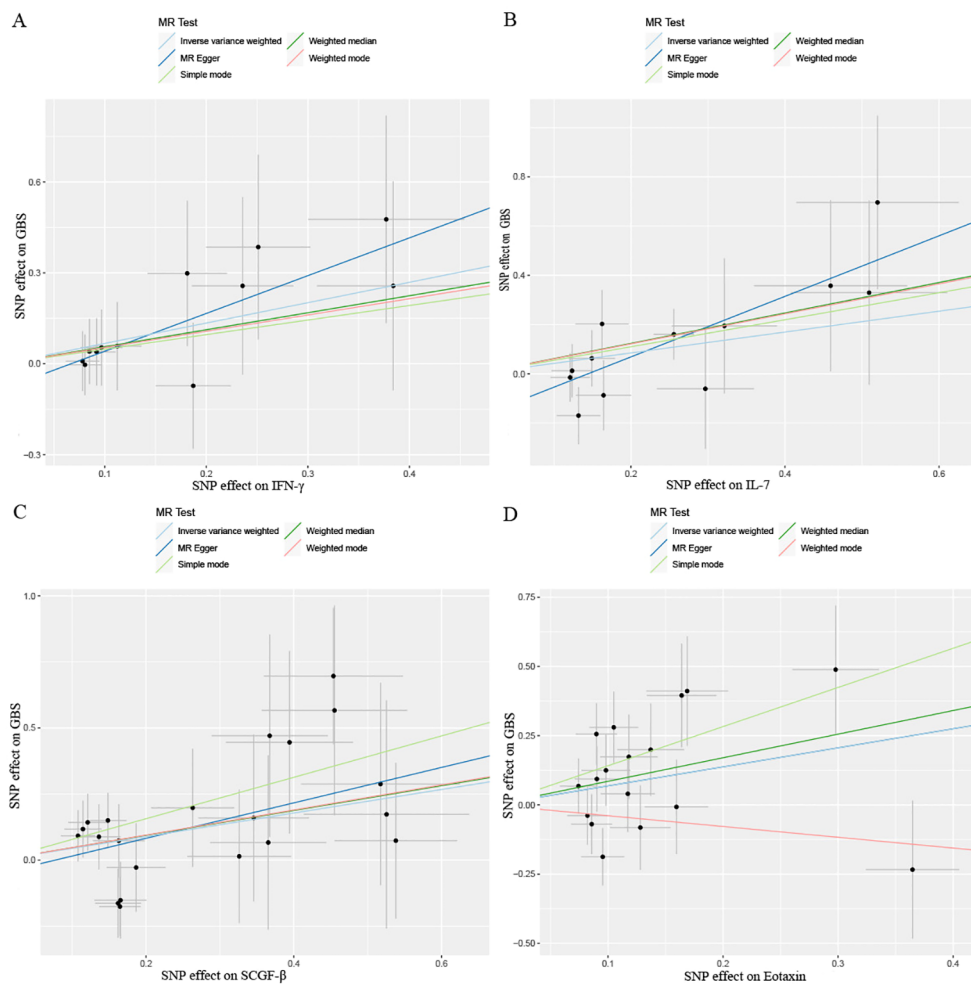 A
MR Test
Inverse variance weighted
Weighted median
MR Egger
Weighted mode
Simple mode
SNP effect on GBS
0.6
0.3
0.0
-0.3
0.1
0.2
0.3
0.4
SNP effect on IFN-γ
B
MR Test
Inverse variance weighted
Weighted median
MR Egger
Weighted mode
Simple mode
SNP effect on GBS
0.8
0.4
0.0
0.2
0.4
0.6
SNP effect on IL-7
C
MR Test
Inverse variance weighted
Weighted median
MR Egger
Weighted mode
Simple mode
SNP effect on GBS
1.0
0.5
0.0
0.2
0.4
0.6
SNP effect on SCGF-β
D
MR Test
Inverse variance weighted
Weighted median
MR Egger
Weighted mode
Simple mode
SNP effect on GBS
0.75
0.50
0.25
0.00
-0.25
-0.50
0.1
0.2
0.3
0.4
SNP effect on Eotaxin